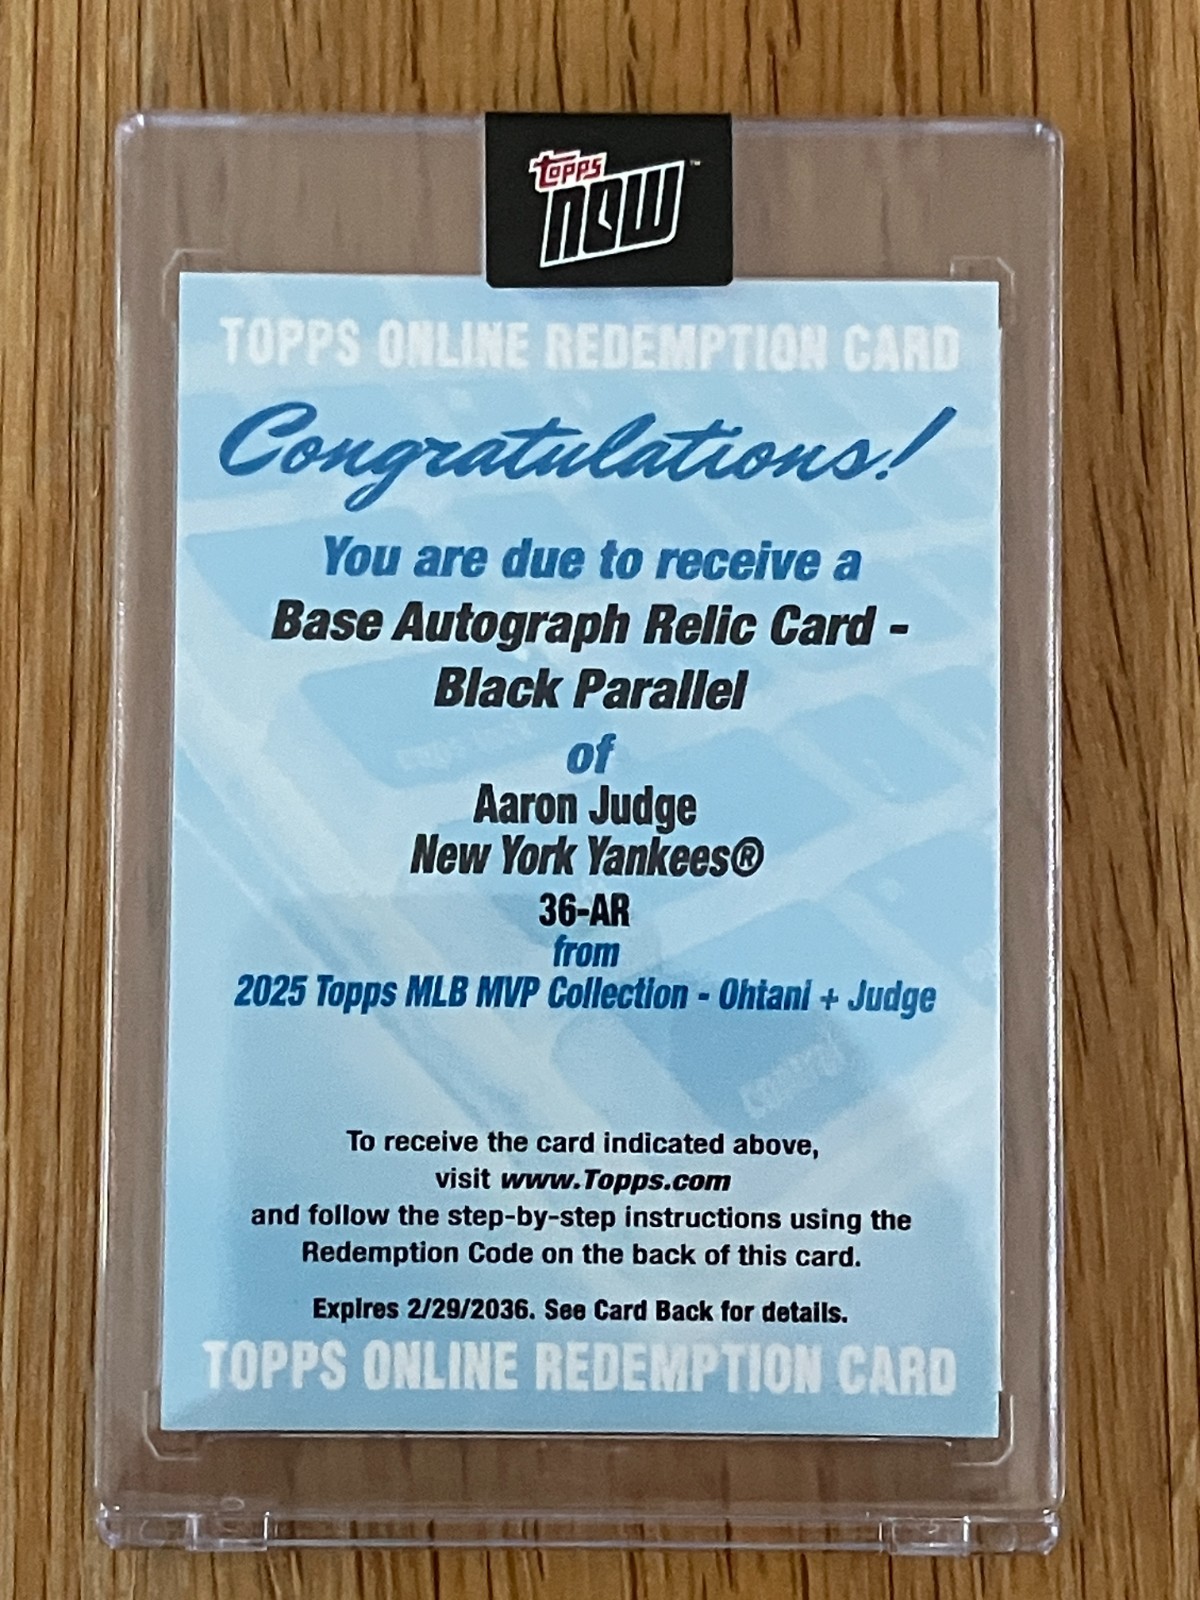 topps
NOW™
TOPPS ONLINE REDEMPTION CARD
Congratulations!
You are due to receive a
Base Autograph Relic Card -
Black Parallel
of
Aaron Judge
New York Yankees®
36-AR
from
2025 Topps MLB MVP Collection - Ohtani + Judge
To receive the card indicated above,
visit www.Topps.com
and follow the step-by-step instructions using the
Redemption Code on the back of this card.
Expires 2/29/2036. See Card Back for details.
TOPPS ONLINE REDEMPTION CARD